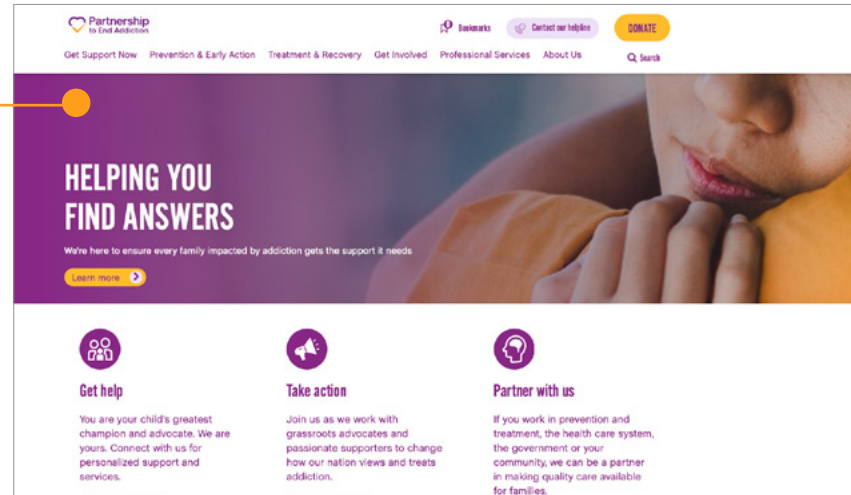 Partnership
to End Addiction
Bookmarks
Contact our helpline
DONATE
Get Support Now Prevention & Early Action Treatment & Recovery Get Involved Professional Services About Us
Search
HELPING YOU
FIND ANSWERS
We're here to ensure every family impacted by addiction gets the support it needs
Learn more
Get help
You are your child's greatest
champion and advocate. We are
yours. Connect with us for
personalized support and
services.
Take action
Join us as we work with
grassroots advocates and
passionate supporters to change
how our nation views and treats
addiction.
Partner with us
If you work in prevention and
treatment, the health care system,
the government or your
community, we can be a partner
in making quality care available
for families.